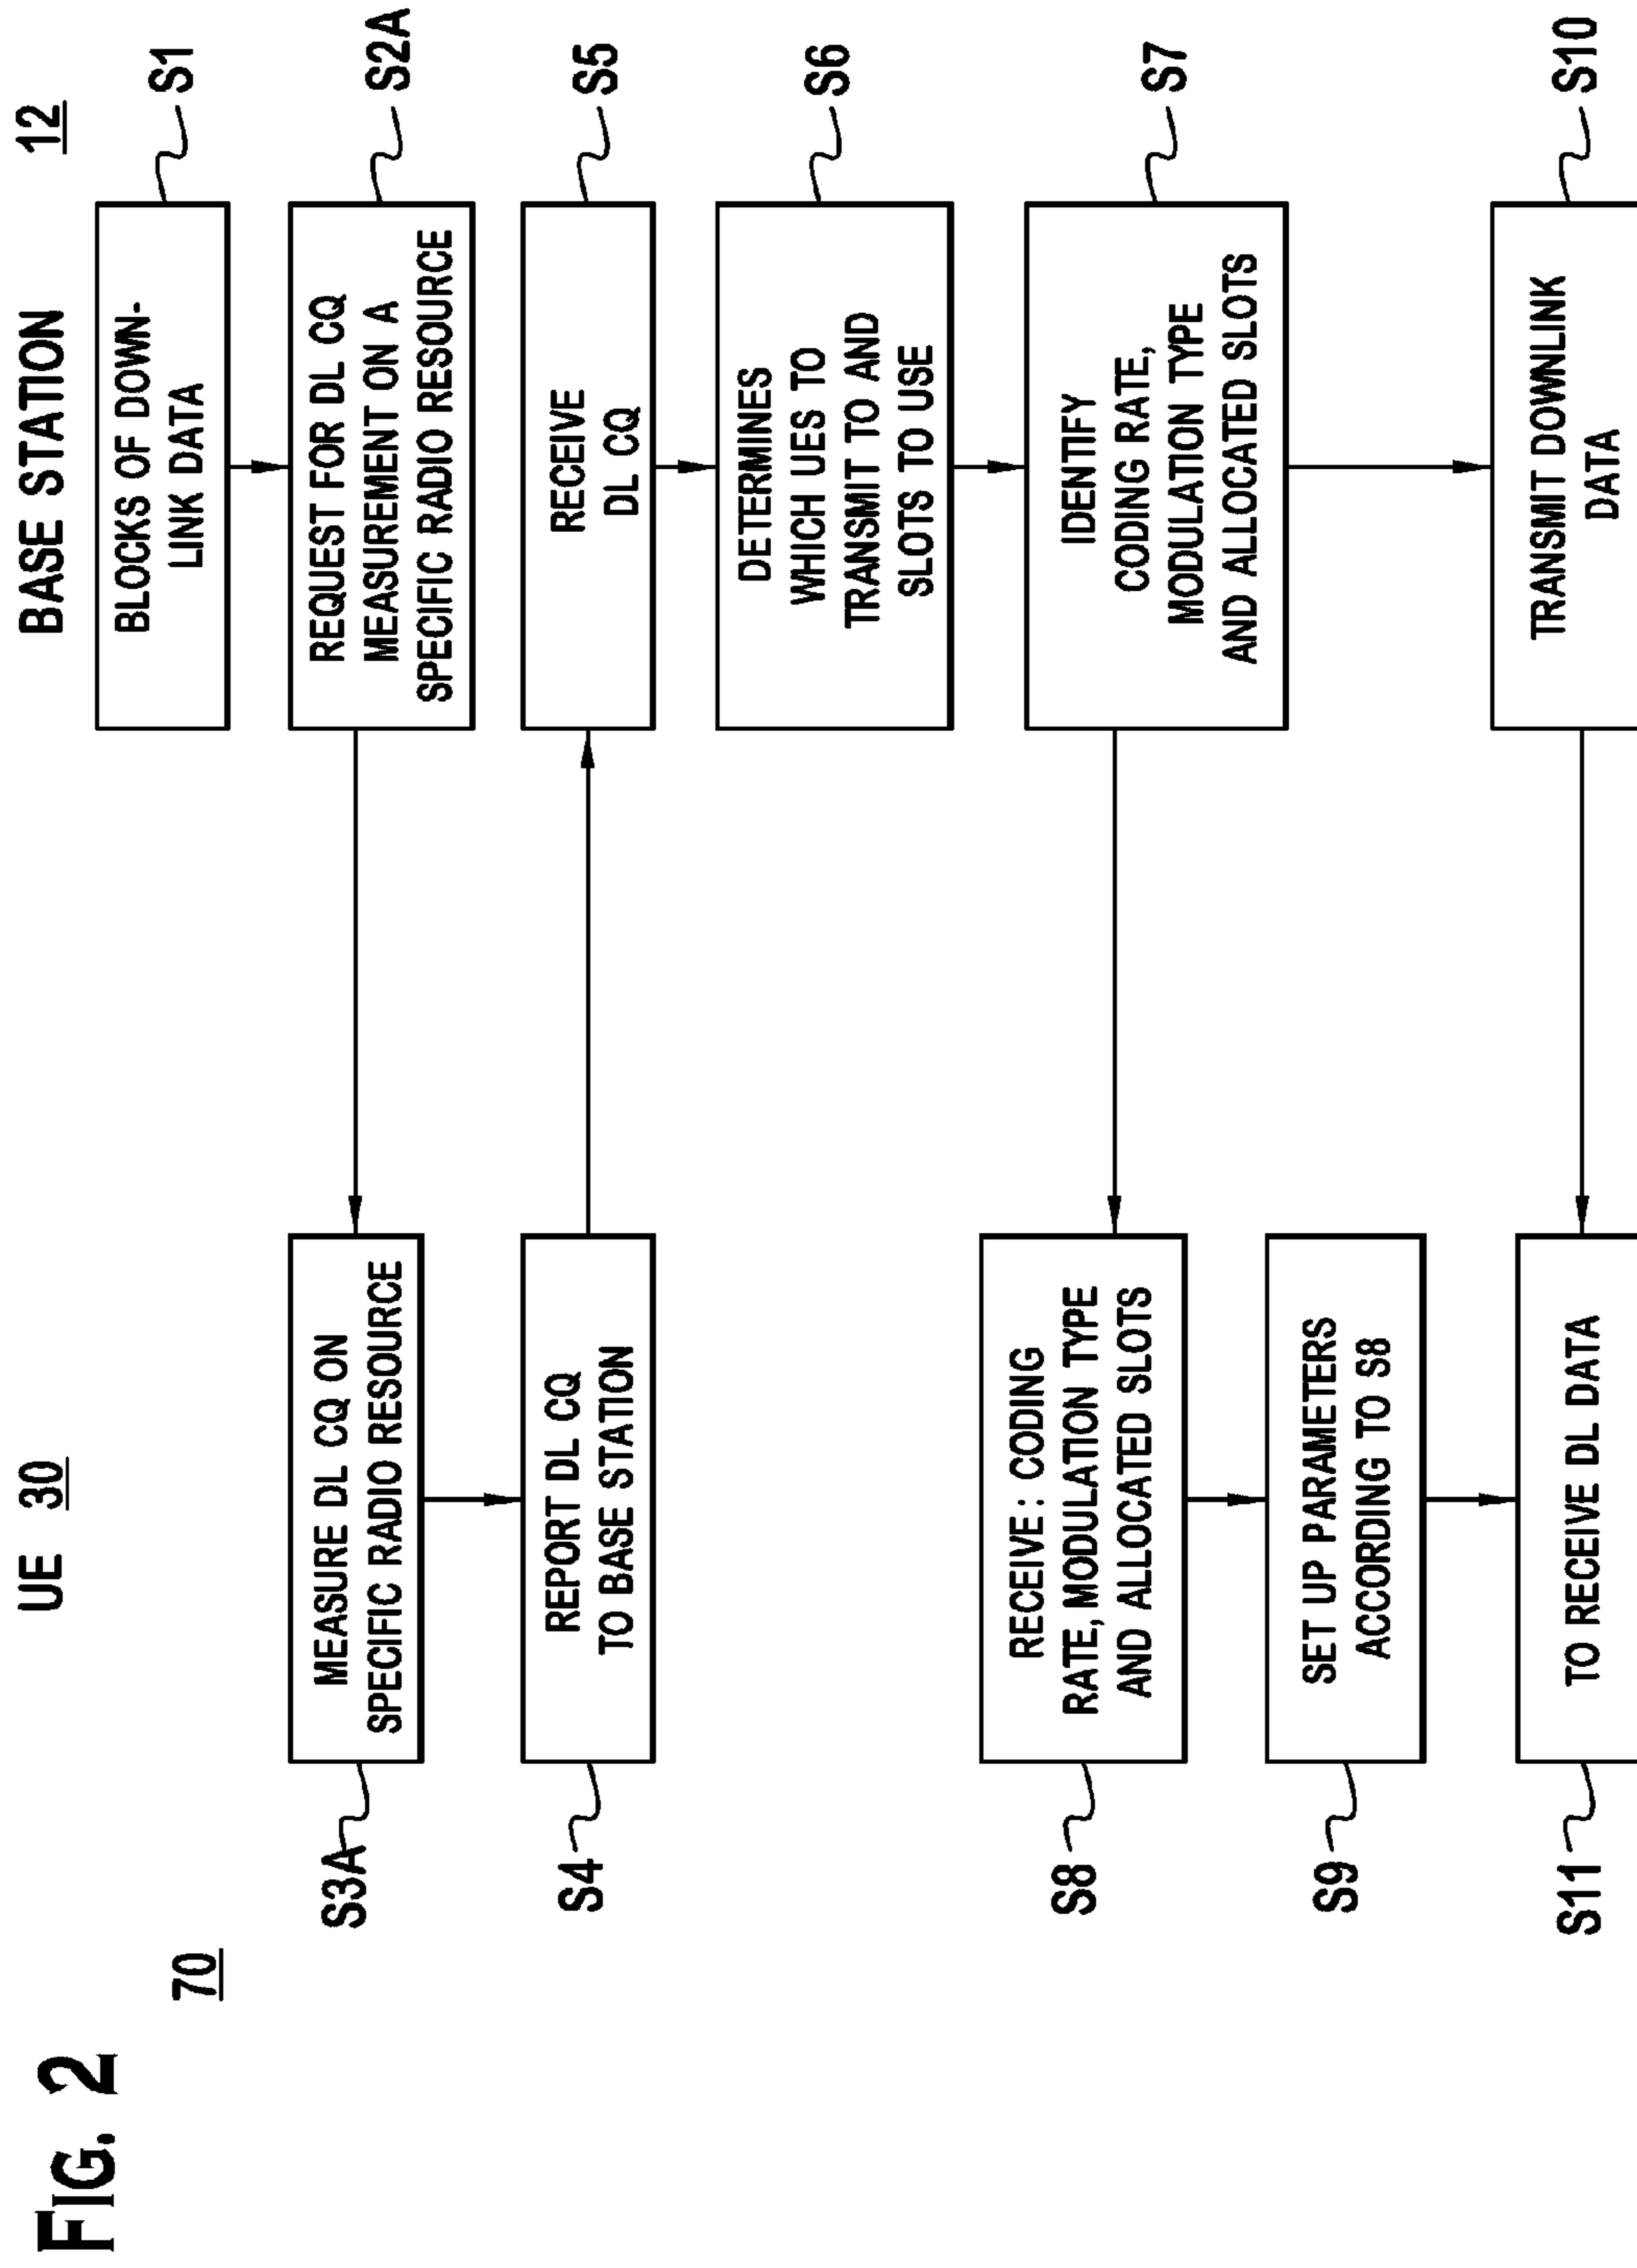 FIG. 2
70
UE 30
BASE STATION 12
BLOCKS OF DOWN-
LINK DATA
S1
REQUEST FOR DL CQ
MEASUREMENT ON A
SPECIFIC RADIO RESOURCE
S2A
S3A
MEASURE DL CQ ON
SPECIFIC RADIO RESOURCE
S4
REPORT DL CQ
TO BASE STATION
RECEIVE
DL CQ
S5
DETERMINES
WHICH UES TO
TRANSMIT TO AND
SLOTS TO USE
S6
IDENTIFY
CODING RATE,
MODULATION TYPE
AND ALLOCATED SLOTS
S7
S8
RECEIVE: CODING
RATE, MODULATION TYPE
AND ALLOCATED SLOTS
S9
SET UP PARAMETERS
ACCORDING TO S8
TRANSMIT DOWNLINK
DATA
S10
S11
TO RECEIVE DL DATA